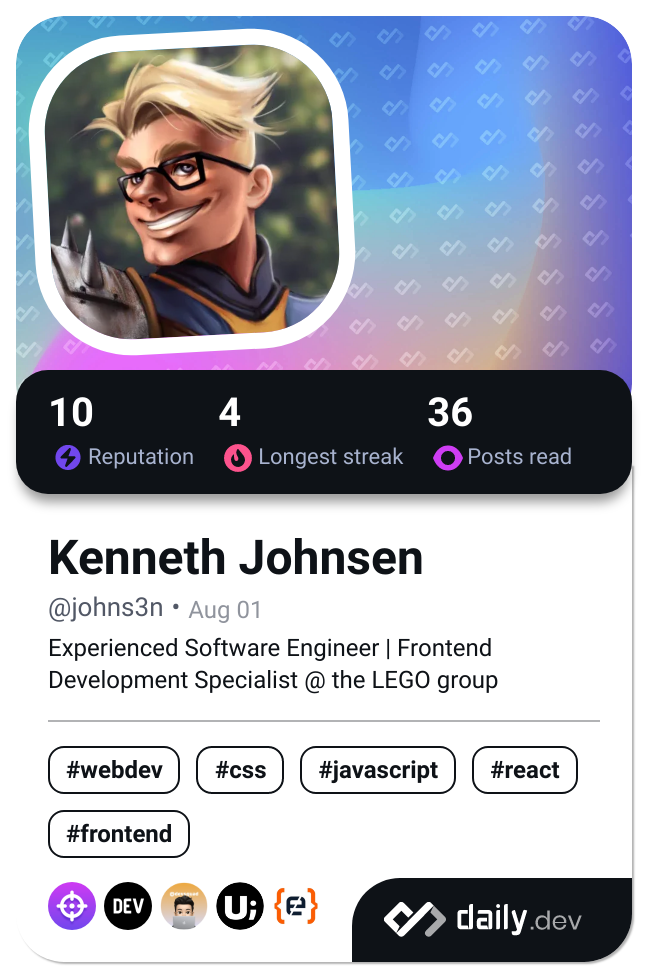 10
4
36
Reputation
Longest streak
Posts read
Kenneth Johnsen
@johns3n • Aug 01
Experienced Software Engineer | Frontend
Development Specialist @ the LEGO group
#webdev
#css
#javascript
#react
#frontend
DEV
U;
daily.dev